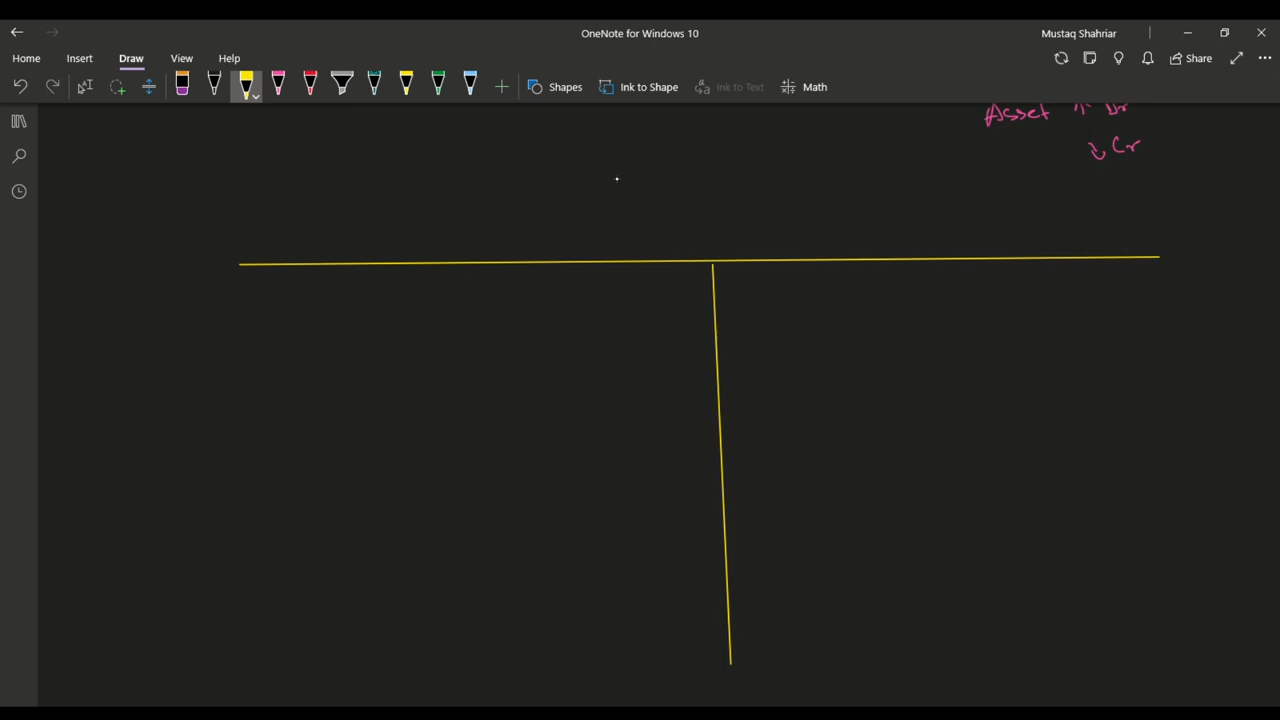 OneNote for Windows 10
Mustaq Shahriar
Home Insert Draw View Help
Share
Shapes
Ink to Shape
Ink to Text
Math
Asset ↑ Dr
↓ Cr